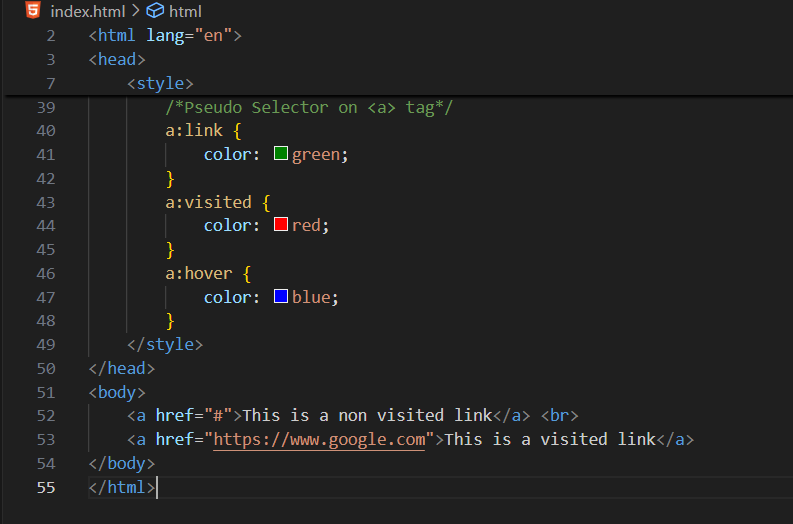 index.html > html
2 <html lang="en">
3 <head>
7 <style>
39 /*Pseudo Selector on <a> tag*/
40 a:link {
41 color: green;
42 }
43 a:visited {
44 color: red;
45 }
46 a:hover {
47 color: blue;
48 }
49 </style>
50 </head>
51 <body>
52 <a href="#">This is a non visited link</a> <br>
53 <a href="https://www.google.com">This is a visited link</a>
54 </body>
55 </html>